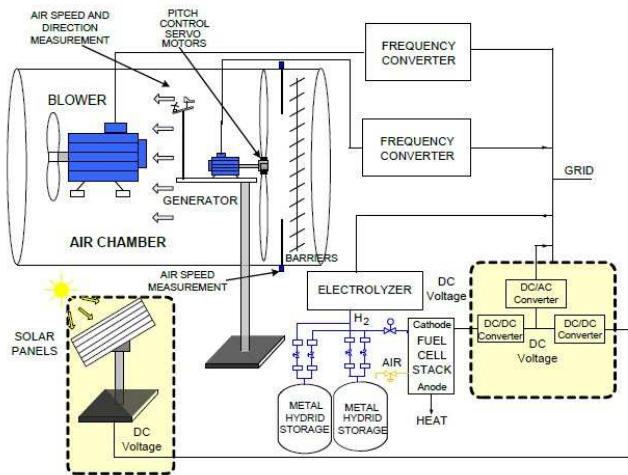 AIR SPEED AND
DIRECTION
MEASUREMENT
PITCH
CONTROL
SERVO
MOTORS
FREQUENCY
CONVERTER
BLOWER
FREQUENCY
CONVERTER
GRID
GENERATOR
AIR CHAMBER
BARRIERS
AIR SPEED
MEASUREMENT
ELECTROLYZER
DC
Voltage
DC/AC
Converter
DC/DC
Converter
DC/DC
Converter
DC
Voltage
H2
SOLAR
PANELS
Cathode
FUEL
CELL
STACK
Anode
AIR
METAL
HYDRID
STORAGE
METAL
HYDRID
STORAGE
HEAT
DC
Voltage